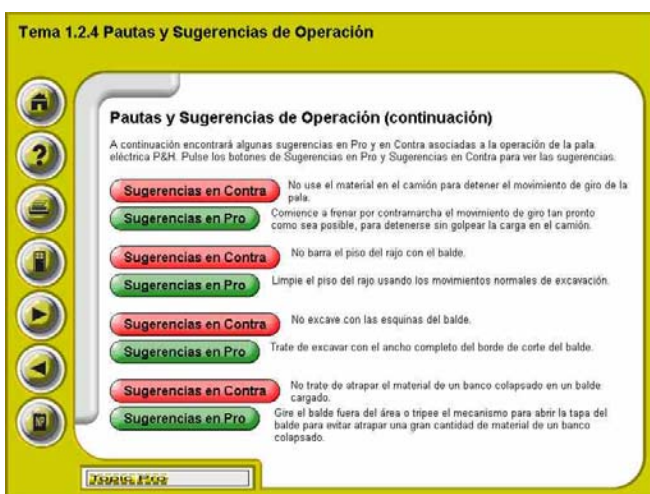 Tema 1.2.4 Pautas y Sugerencias de Operación
Pautas y Sugerencias de Operación (continuación)
A continuación encontrará algunas sugerencias en Pro y en Contra asociadas a la operación de la pala
eléctrica P&H. Pulse los botones de Sugerencias en Pro y Sugerencias en Contra para ver las sugerencias.
Sugerencias en Contra
No use el material en el camión para detener el movimiento de giro de la
pala.
Sugerencias en Pro
Comience a frenar por contramarcha el movimiento de giro tan pronto
como sea posible, para detenerse sin golpear la carga en el camión.
Sugerencias en Contra
No barra el piso del rajo con el balde.
Sugerencias en Pro
Limpie el piso del rajo usando los movimientos normales de excavación.
Sugerencias en Contra
No excave con las esquinas del balde.
Sugerencias en Pro
Trate de excavar con el ancho completo del borde de corte del balde.
Sugerencias en Contra
No trate de atrapar el material de un banco colapsado en un balde
cargado.
Sugerencias en Pro
Gire el balde fuera del área o tripee el mecanismo para abrir la tapa del
balde para evitar atrapar una gran cantidad de material de un banco
colapsado.